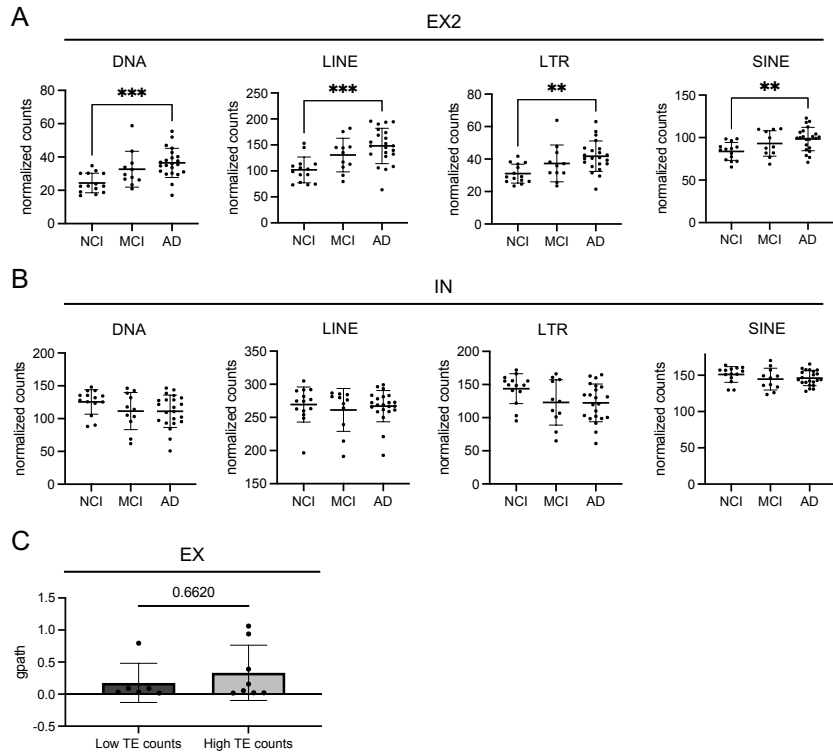 A
EX2
DNA
LINE
LTR
SINE
***
***
**
**
normalized counts
80
60
40
20
0
NCI MCI AD
normalized counts
250
200
150
100
50
0
NCI MCI AD
normalized counts
80
60
40
20
0
NCI MCI AD
normalized counts
150
100
50
0
NCI MCI AD
B
IN
DNA
LINE
LTR
SINE
normalized counts
200
150
100
50
0
NCI MCI AD
normalized counts
350
300
250
200
150
NCI MCI AD
normalized counts
200
150
100
50
0
NCI MCI AD
normalized counts
150
100
50
0
NCI MCI AD
C
EX
0.6620
gpath
1.5
1.0
0.5
0.0
-0.5
Low TE counts High TE counts